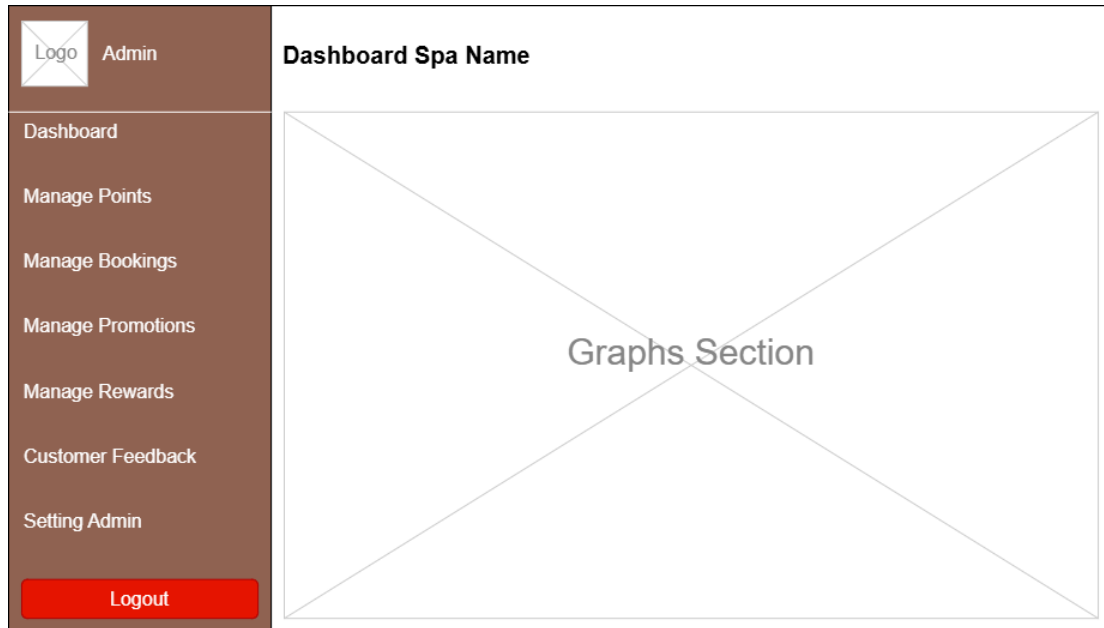 Logo
Admin
Dashboard Spa Name
Dashboard
Manage Points
Manage Bookings
Manage Promotions
Manage Rewards
Customer Feedback
Setting Admin
Logout
Graphs Section